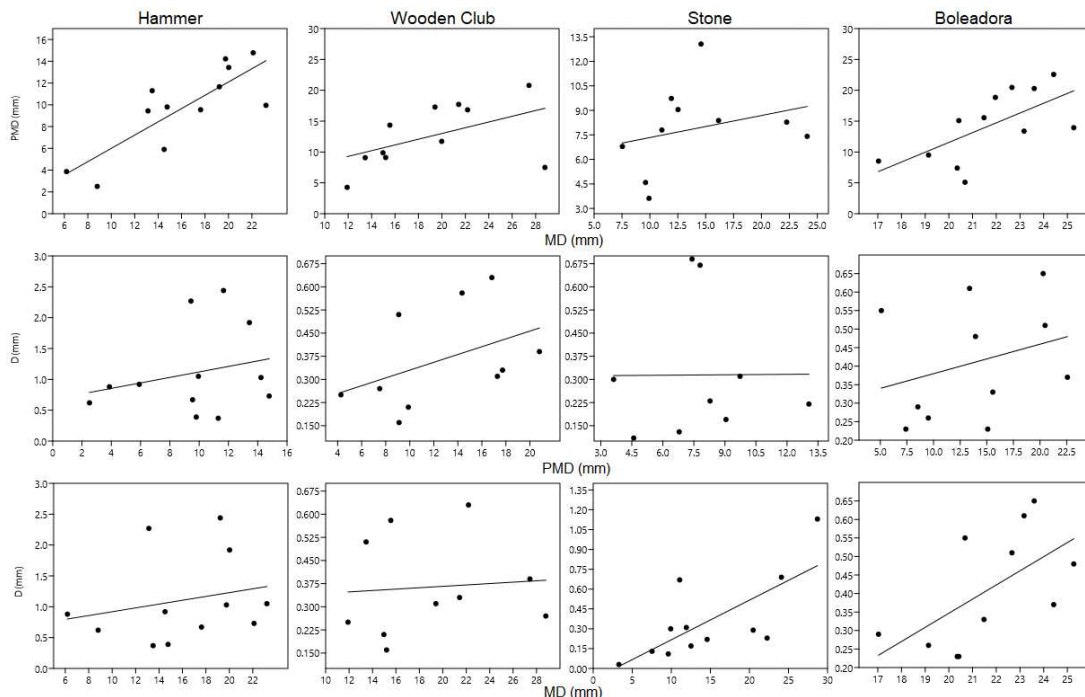 Hammer Wooden Club Stone Boleadora
16 30 13.5 30
14 25 12.0 25
12 20 10.5 20
10 9.0
8 15 7.5 15
6 10 6.0 10
4 5 4.5 5
2 3.0
0 0 0
PMD (mm)
6 8 10 12 14 16 18 20 22 10 12 14 16 18 20 22 24 26 28 5.0 7.5 10.0 12.5 15.0 17.5 20.0 22.5 25.0 17 18 19 20 21 22 23 24 25
MD (mm)
3.0 0.675 0.675 0.65
2.5 0.600 0.600 0.60
2.0 0.525 0.525 0.55
0.450 0.450 0.50
1.5 0.375 0.375 0.45
0.300 0.300 0.40
1.0 0.225 0.225 0.35
0.5 0.150 0.150 0.30
0.25
0.0 0.20
D (mm)
0 2 4 6 8 10 12 14 16 4 6 8 10 12 14 16 18 20 3.0 4.5 6.0 7.5 9.0 10.5 12.0 13.5 5.0 7.5 10.0 12.5 15.0 17.5 20.0 22.5
PMD (mm)
3.0 0.675 1.35 0.65
2.5 0.600 1.20 0.60
2.0 0.525 1.05 0.55
0.450 0.90 0.50
1.5 0.375 0.75 0.45
0.300 0.60 0.40
1.0 0.225 0.45 0.35
0.5 0.150 0.30 0.30
0.15 0.25
0.0 0.00 0.20
D (mm)
6 8 10 12 14 16 18 20 22 10 12 14 16 18 20 22 24 26 28 0 5 10 15 20 25 30 17 18 19 20 21 22 23 24 25
MD (mm)